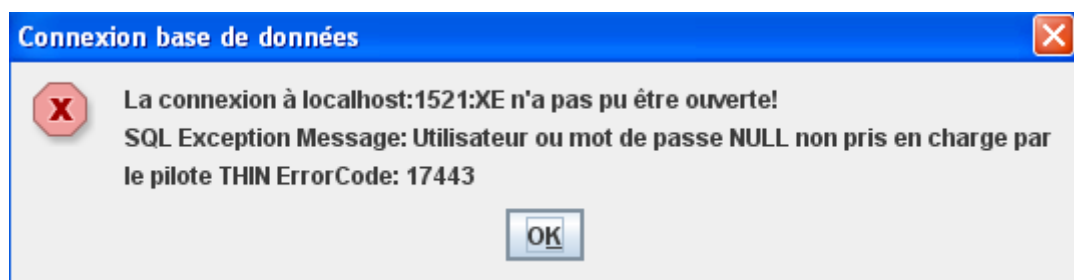 Connexion base de données
La connexion à localhost:1521:XE n'a pas pu être ouverte!
SQL Exception Message: Utilisateur ou mot de passe NULL non pris en charge par
le pilote THIN ErrorCode: 17443
OK